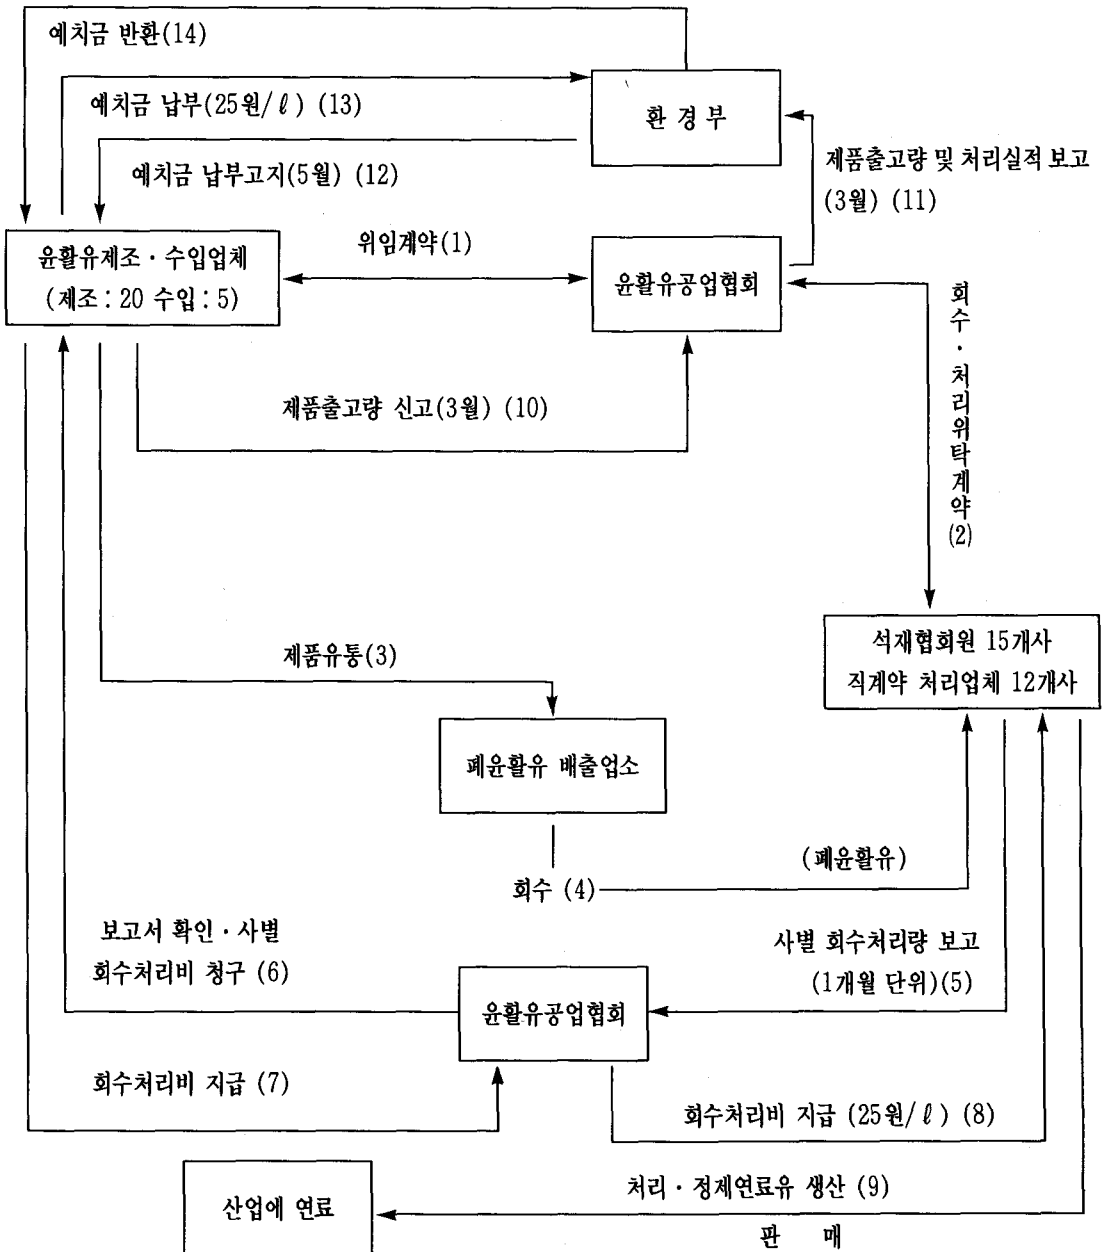 예치금 반환(14)
예치금 납부(25원/ℓ) (13)
환 경 부
예치금 납부고지(5월) (12)
제품출고량 및 처리실적 보고
(3월) (11)
윤활유제조·수입업체
(제조:20 수입:5)
위임계약(1)
윤활유공업협회
회수·처리위탁계약(2)
제품출고량 신고(3월) (10)
제품유통(3)
석재협회원 15개사
직계약 처리업체 12개사
폐윤활유 배출업소
(폐윤활유)
회수 (4)
보고서 확인·사별
회수처리비 청구 (6)
사별 회수처리량 보고
(1개월 단위)(5)
윤활유공업협회
회수처리비 지급 (7)
회수처리비 지급 (25원/ℓ) (8)
산업에 연료
처리·정제연료유 생산 (9)
판 매